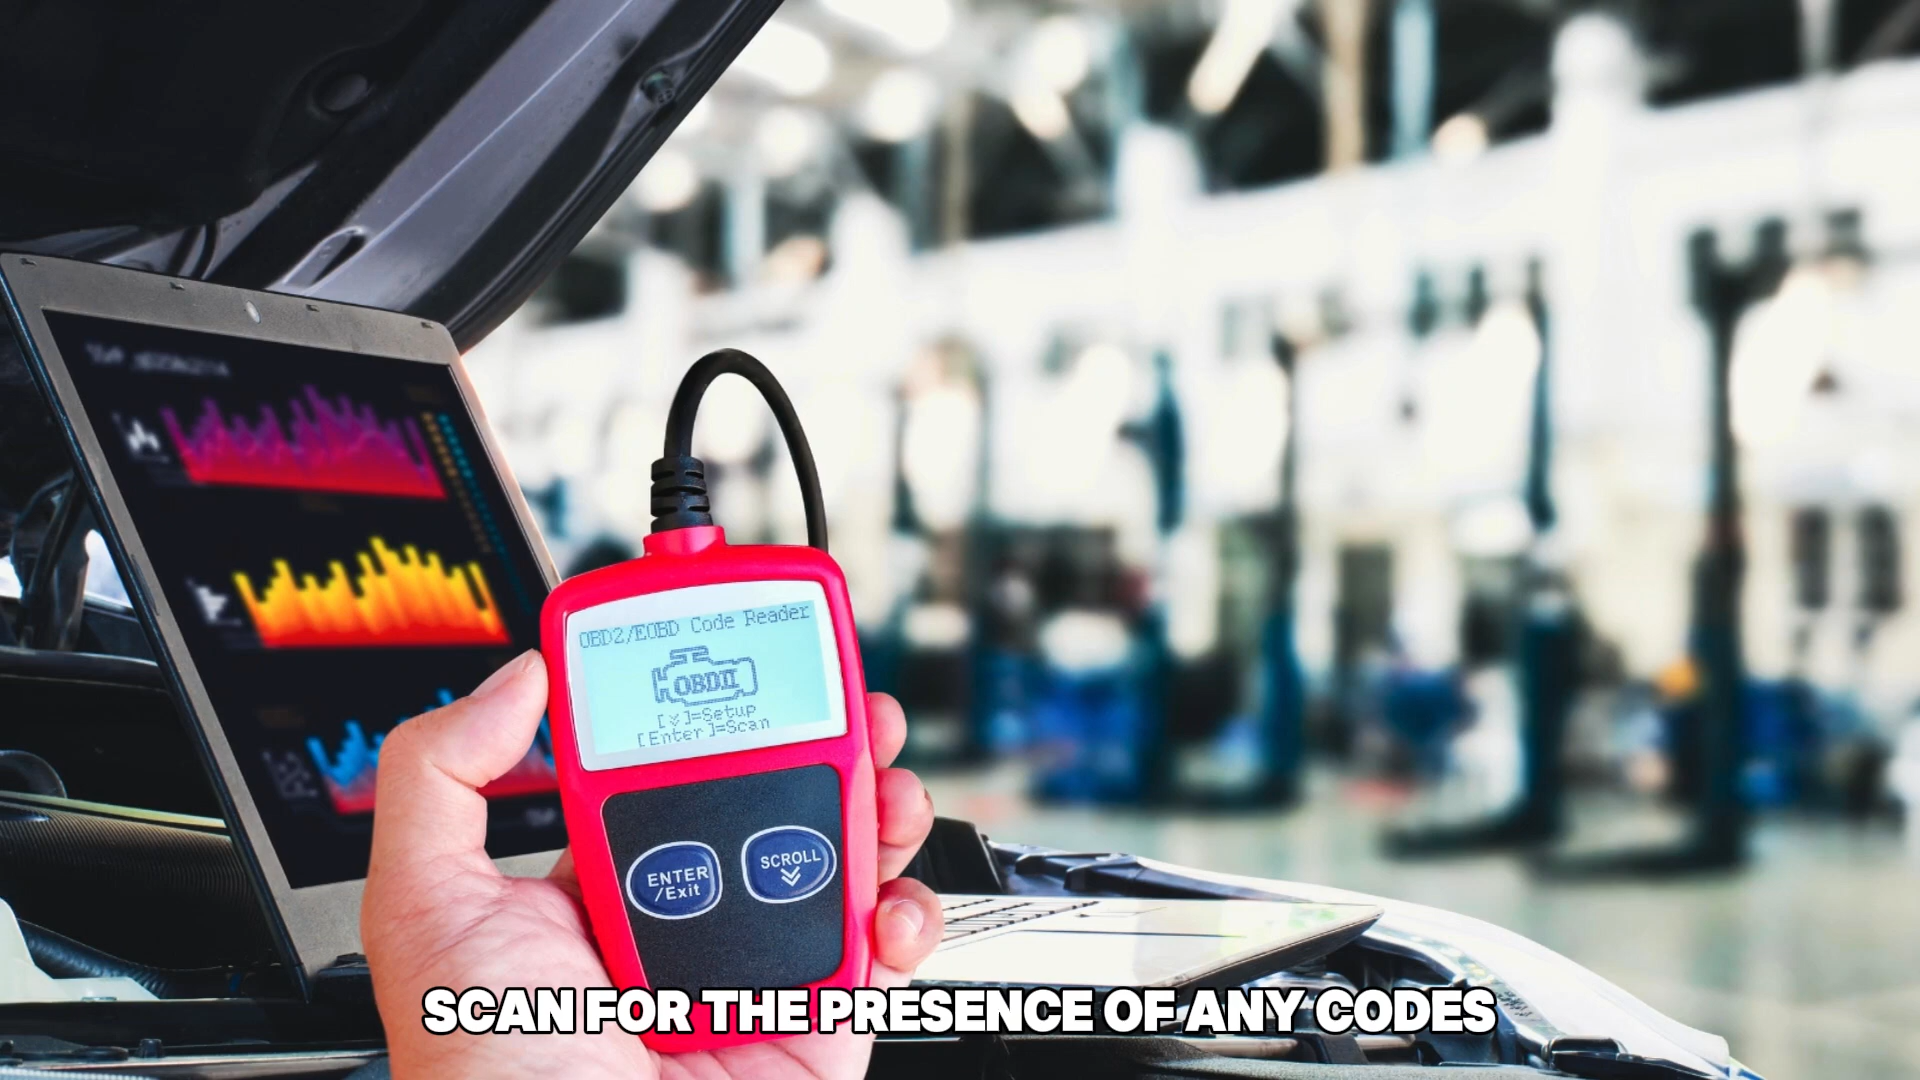 OBD2/EOBD Code Reader
OBDII
[ ]=Setup
[Enter]=Scan
ENTER
/Exit
SCROLL
SCAN FOR THE PRESENCE OF ANY CODES